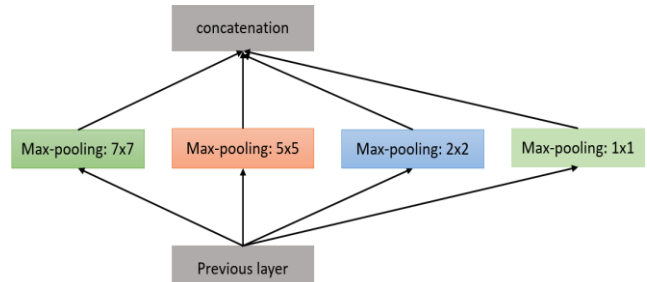 concatenation
Max-pooling: 7x7
Max-pooling: 5x5
Max-pooling: 2x2
Max-pooling: 1x1
Previous layer